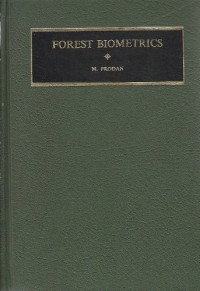 FOREST BIOMETRICS
M. PRODAN